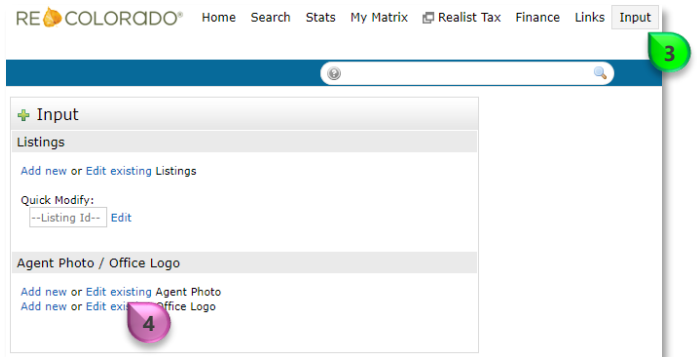 RECOLORADO® Home Search Stats My Matrix Realist Tax Finance Links Input
3
Input
Listings
Add new or Edit existing Listings
Quick Modify:
--Listing Id-- Edit
Agent Photo / Office Logo
Add new or Edit existing Agent Photo
Add new or Edit Office Logo
4